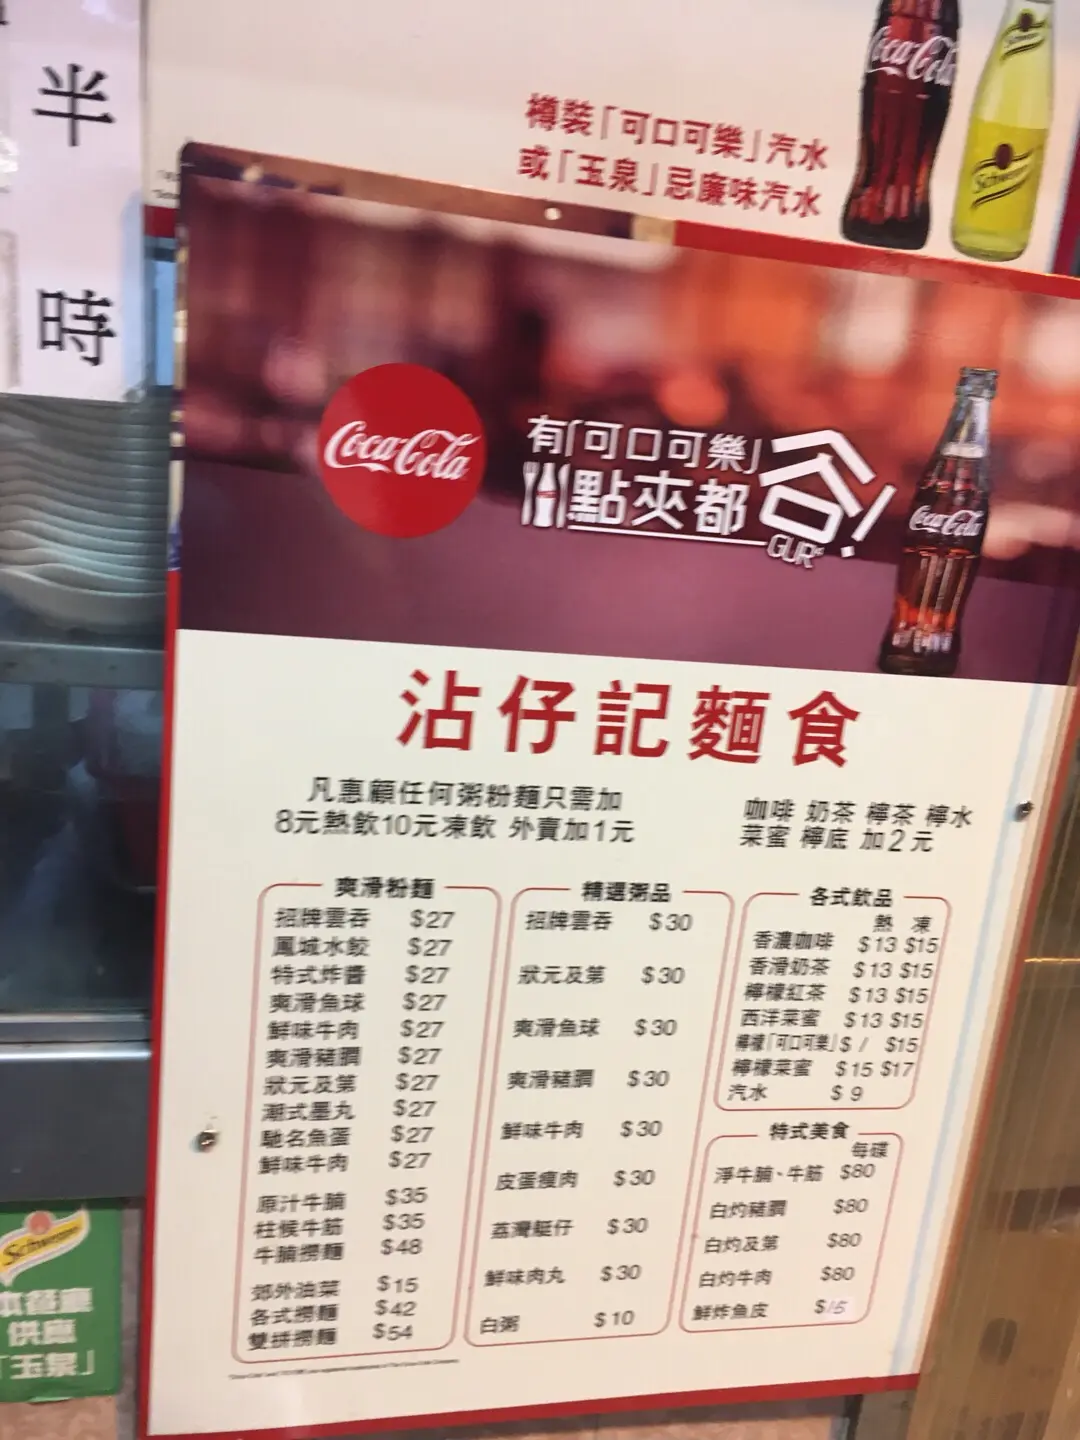 半
時
樽裝「可口可樂」汽水
或「玉泉」忌廉味汽水
Coca-Cola
Schweppes
Schweppes
Coca-Cola
有「可口可樂」
點夾都
GUR
Coca-Cola
沾仔記麵食
凡惠顧任何粥粉麵只需加
8元熱飲10元凍飲 外賣加1元
咖啡 奶茶 檸茶 檸水
菜蜜 檸底 加2元
爽滑粉麵
招牌雲吞 $27
鳳城水餃 $27
特式炸醬 $27
爽滑魚球 $27
鮮味牛肉 $27
爽滑豬膶 $27
狀元及第 $27
潮式墨丸 $27
馳名魚蛋 $27
鮮味牛肉 $27
原汁牛腩 $35
柱候牛筋 $35
牛腩撈麵 $48
郊外油菜 $15
各式撈麵 $42
雙拼撈麵 $54
精選粥品
招牌雲吞 $30
狀元及第 $30
爽滑魚球 $30
爽滑豬膶 $30
鮮味牛肉 $30
皮蛋瘦肉 $30
荔灣艇仔 $30
鮮味肉丸 $30
白粥 $10
各式飲品
熱 凍
香濃咖啡 $13 $15
香滑奶茶 $13 $15
檸檬紅茶 $13 $15
西洋菜蜜 $13 $15
檸檬「可口可樂」 $ / $15
檸檬菜蜜 $15 $17
汽水 $ 9
特式美食
每碟
淨牛腩、牛筋 $80
白灼豬膶 $80
白灼及第 $80
白灼牛肉 $80
鮮炸魚皮 $15
Schweppes
本餐廳
供應
「玉泉」